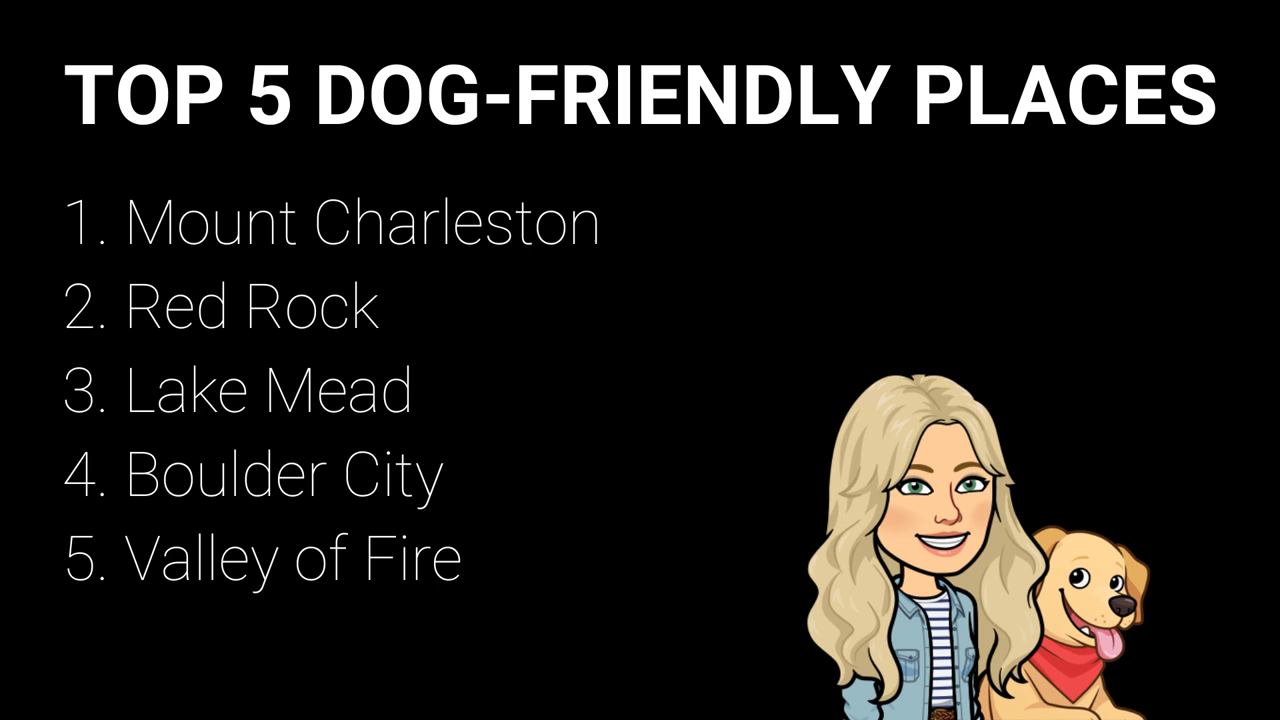 TOP 5 DOG-FRIENDLY PLACES
1. Mount Charleston
2. Red Rock
3. Lake Mead
4. Boulder City
5. Valley of Fire